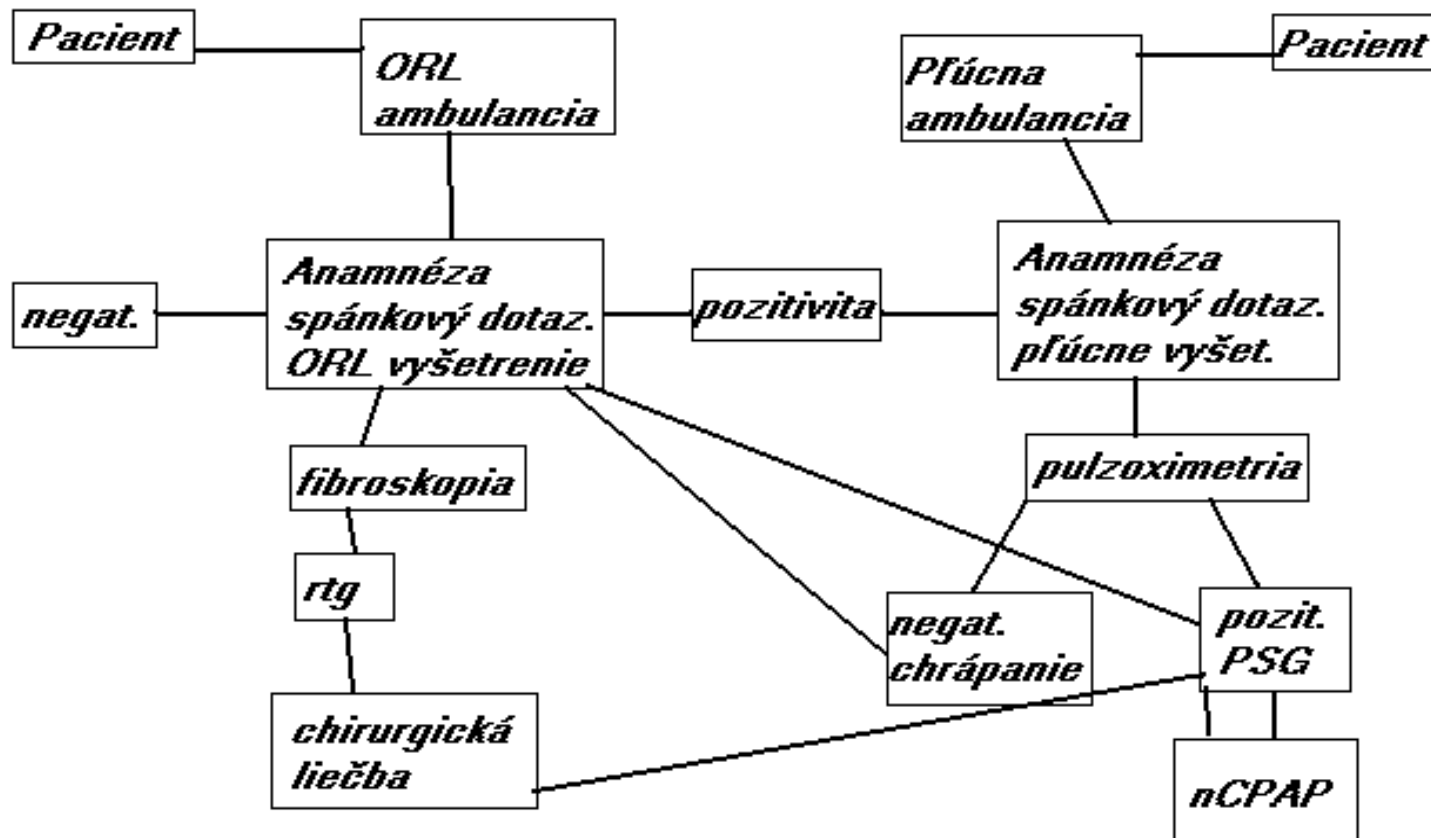 Pacient
ORL
ambulancia
Pľúcna
ambulancia
Pacient
negat.
Anamnéza
spánkový dotaz.
ORL vyšetrenie
pozitivita
Anamnéza
spánkový dotaz.
pľúcne vyšet.
fibroskopia
pulzoximetria
rtg
negat.
chrápanie
pozit.
PSG
chirurgická
liečba
nCPAP